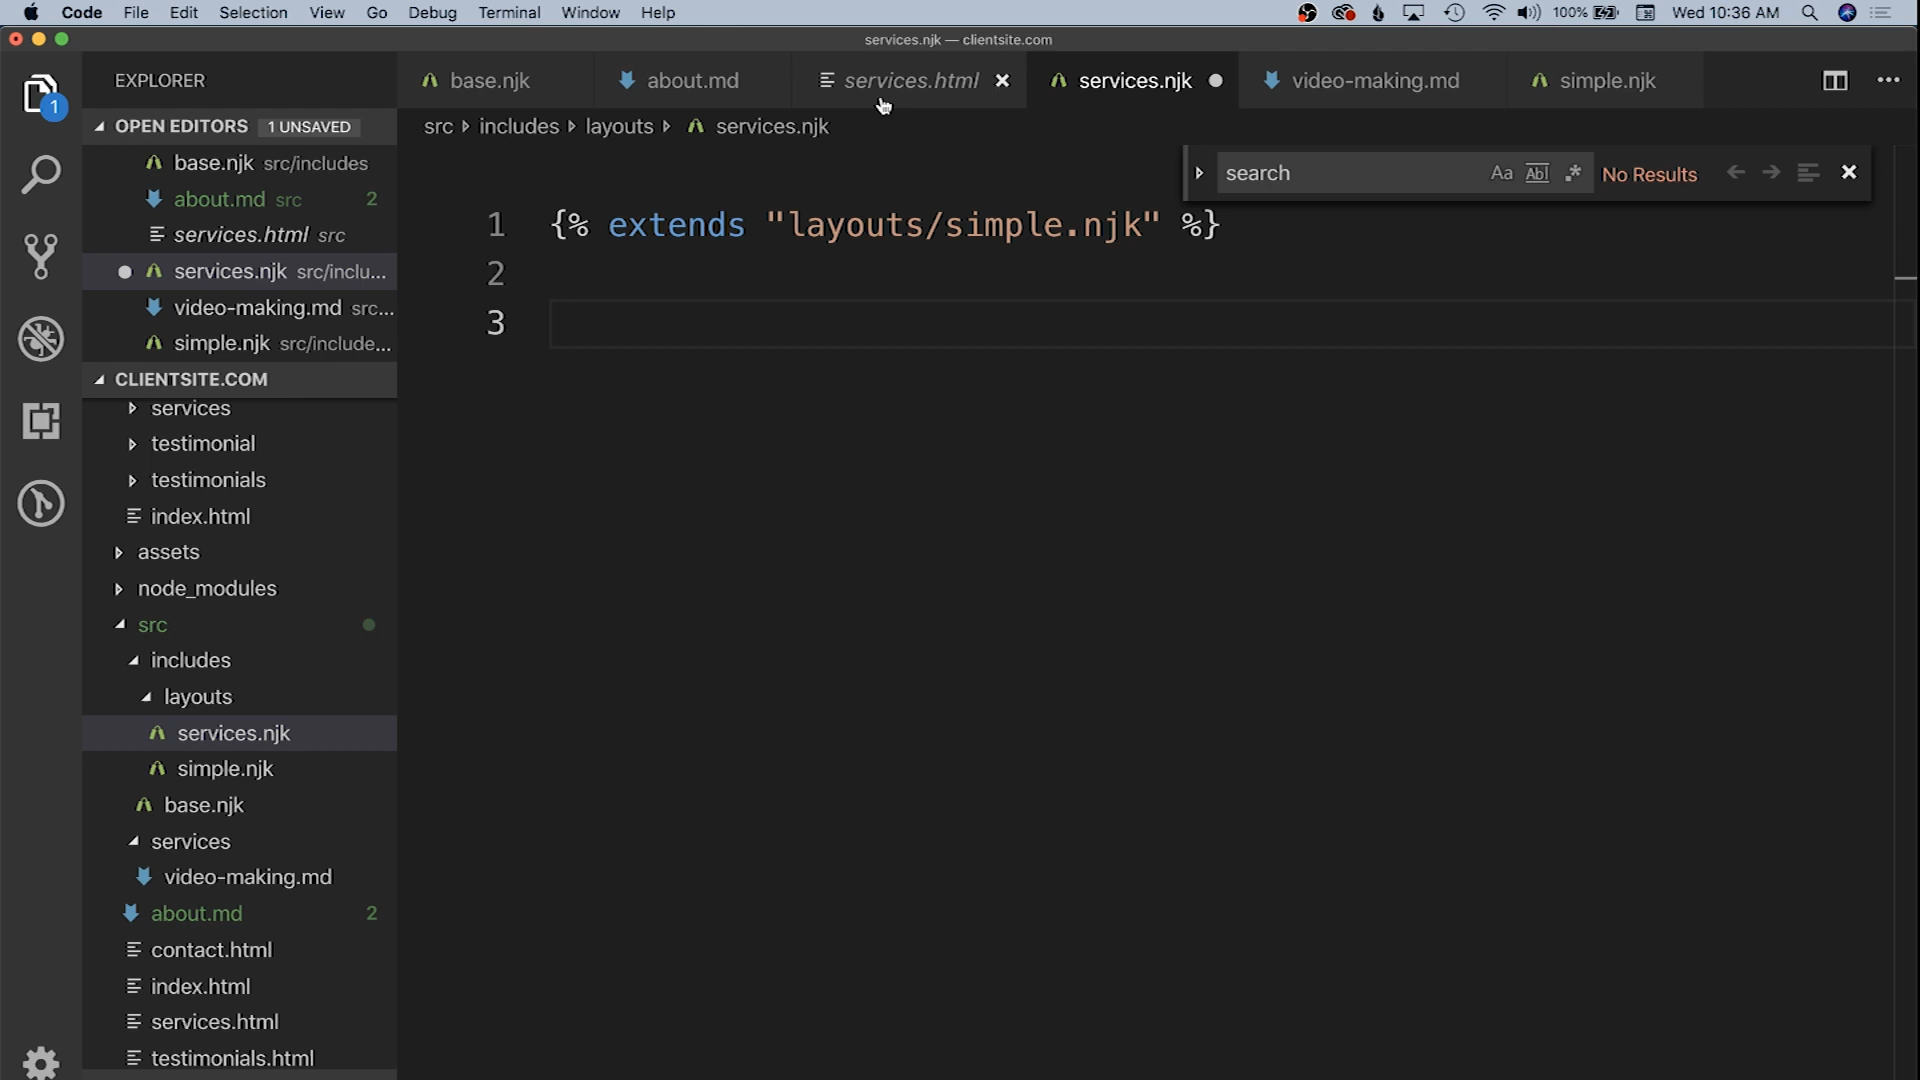 Code File Edit Selection View Go Debug Terminal Window Help 100% Wed 10:36 AM
services.njk — clientsite.com
EXPLORER
base.njk about.md services.html services.njk video-making.md simple.njk
1
OPEN EDITORS 1 UNSAVED
src includes layouts services.njk
base.njk src/includes
about.md src 2
services.html src
services.njk src/inclu...
video-making.md src...
simple.njk src/include...
search Aa Abl .* No Results
1 {% extends "layouts/simple.njk" %}
2
3
CLIENTSITE.COM
services
testimonial
testimonials
index.html
assets
node_modules
src
includes
layouts
services.njk
simple.njk
base.njk
services
video-making.md
about.md 2
contact.html
index.html
services.html
testimonials.html